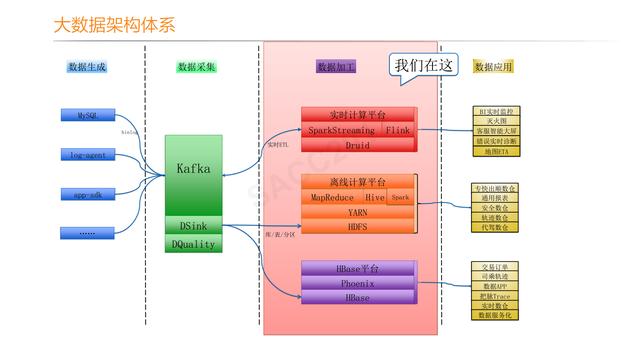 大数据架构体系
数据生成
数据采集
数据加工
我们在这
数据应用
MySQL
binlog
log-agent
app-sdk
……
Kafka
DSink
DQuality
实时ETL
库/表/分区
实时计算平台
SparkStreaming Flink
Druid
离线计算平台
MapReduce Hive Spark
YARN
HDFS
HBase平台
Phoenix
HBase
BI实时监控
灭火图
客服智能大屏
错误实时诊断
地图ETA
专快出顺数仓
通用报表
安全数仓
轨迹数仓
代驾数仓
交易订单
司乘轨迹
数据APP
把脉Trace
实时数仓
数据服务化